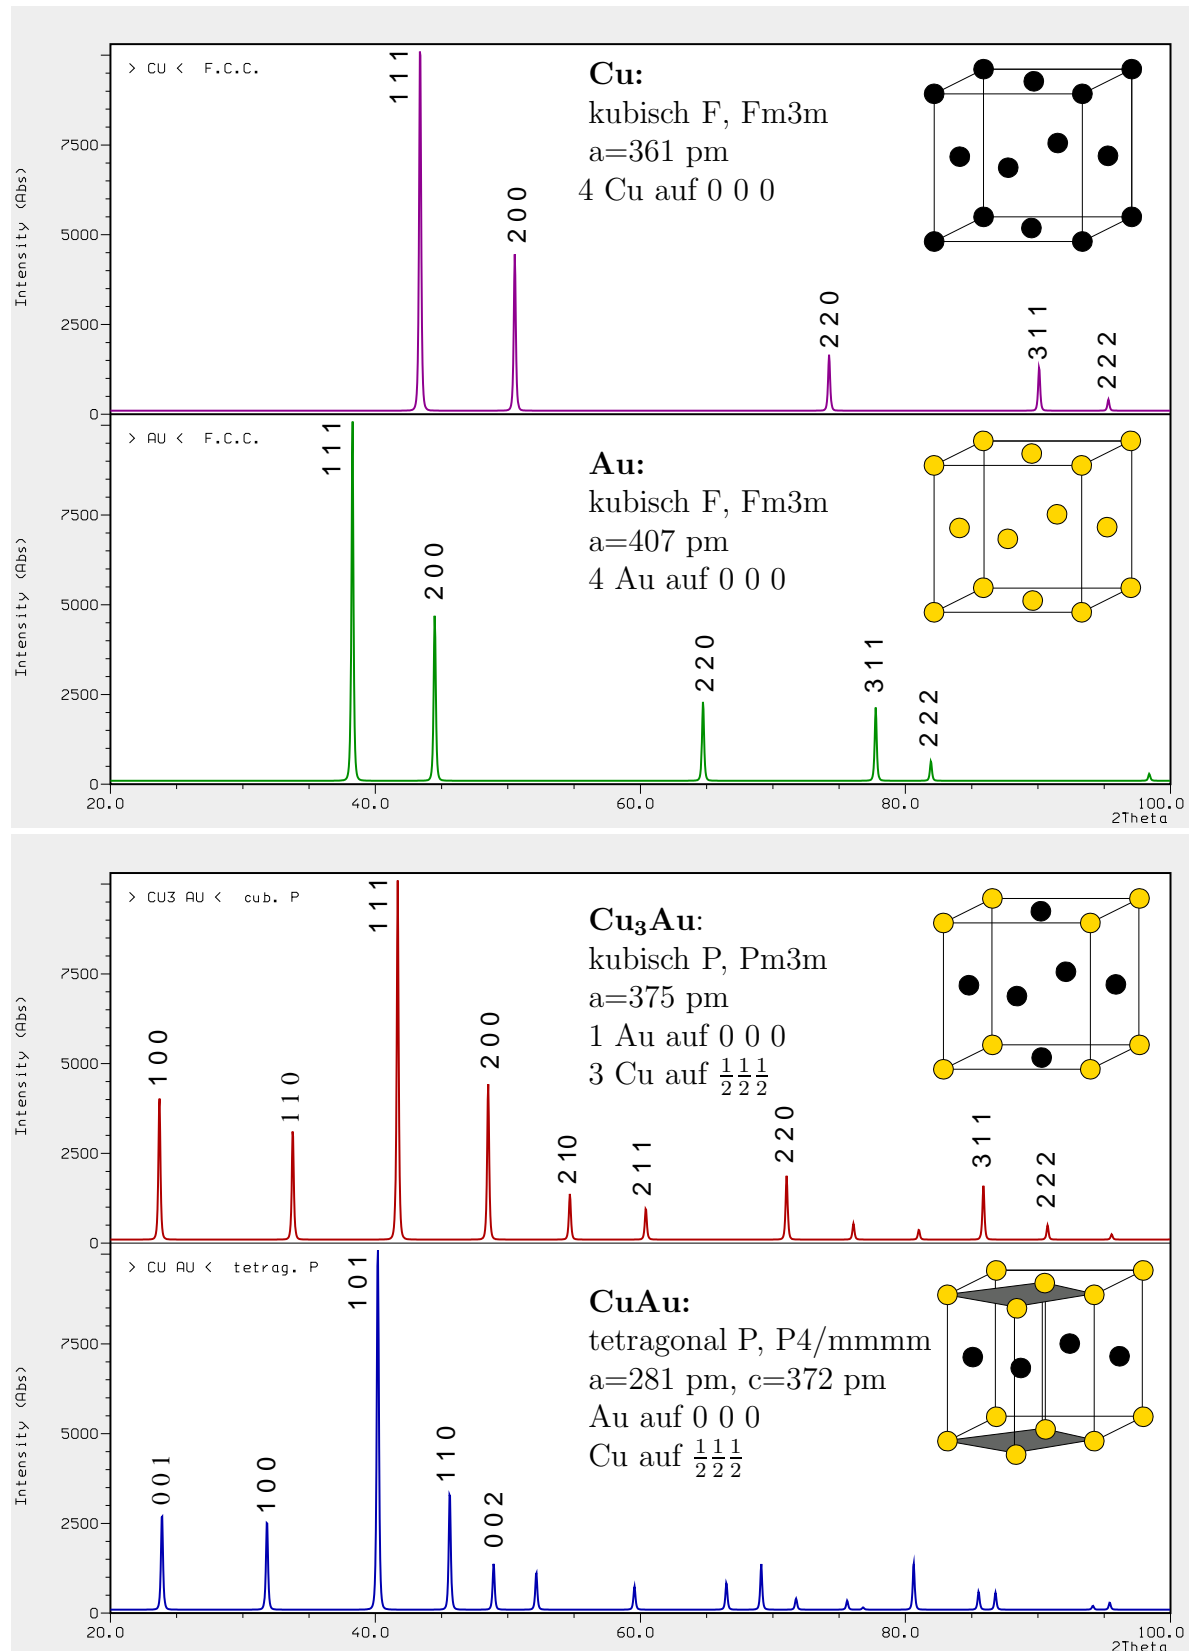 > CU < F.C.C.
Cu:
kubisch F, Fm3m
a=361 pm
4 Cu auf 0 0 0
1 1 1
2 0 0
2 2 0
3 1 1
2 2 2
Intensity (Abs)
7500
5000
2500
0
> AU < F.C.C.
Au:
kubisch F, Fm3m
a=407 pm
4 Au auf 0 0 0
1 1 1
2 0 0
2 2 0
3 1 1
2 2 2
Intensity (Abs)
7500
5000
2500
0
20.0 40.0 60.0 80.0 100.0
2Theta
> CU3 AU < cub. P
Cu₃Au:
kubisch P, Pm3m
a=375 pm
1 Au auf 0 0 0
3 Cu auf ½½½
1 0 0
1 1 0
1 1 1
2 0 0
2 10
2 1 1
2 2 0
3 1 1
2 2 2
Intensity (Abs)
7500
5000
2500
0
> CU AU < tetrag. P
CuAu:
tetragonal P, P4/mmmm
a=281 pm, c=372 pm
Au auf 0 0 0
Cu auf ½½½
0 0 1
1 0 0
1 0 1
1 1 0
0 0 2
Intensity (Abs)
7500
5000
2500
0
20.0 40.0 60.0 80.0 100.0
2Theta